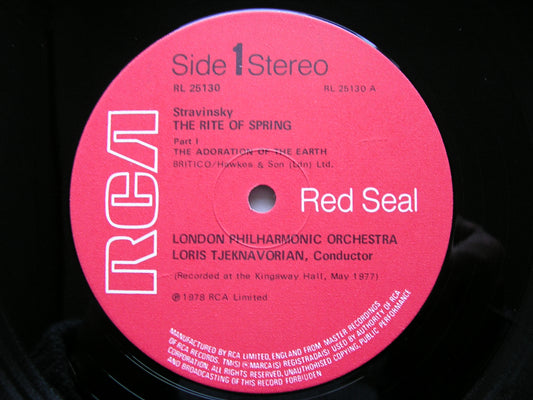 Side 1 Stereo
RL 25130
RL 25130 A
Stravinsky
THE RITE OF SPRING
Part I
THE ADORATION OF THE EARTH
BRITICO/Hawkes & Son (Ldn) Ltd.
RCA
Red Seal
LONDON PHILHARMONIC ORCHESTRA
LORIS TJEKNAVORIAN, Conductor
(Recorded at the Kingsway Hall, May 1977)
℗ 1978 RCA Limited
MANUFACTURED BY RCA LIMITED, ENGLAND FROM MASTER RECORDINGS
OF RCA RECORDS. TM(S) ® MARCA(S) REGISTRADA(S) USED BY AUTHORITY OF RCA
CORPORATION. ALL RIGHTS RESERVED. UNAUTHORISED COPYING, PUBLIC PERFORMANCE
AND BROADCASTING OF THIS RECORD FORBIDDEN